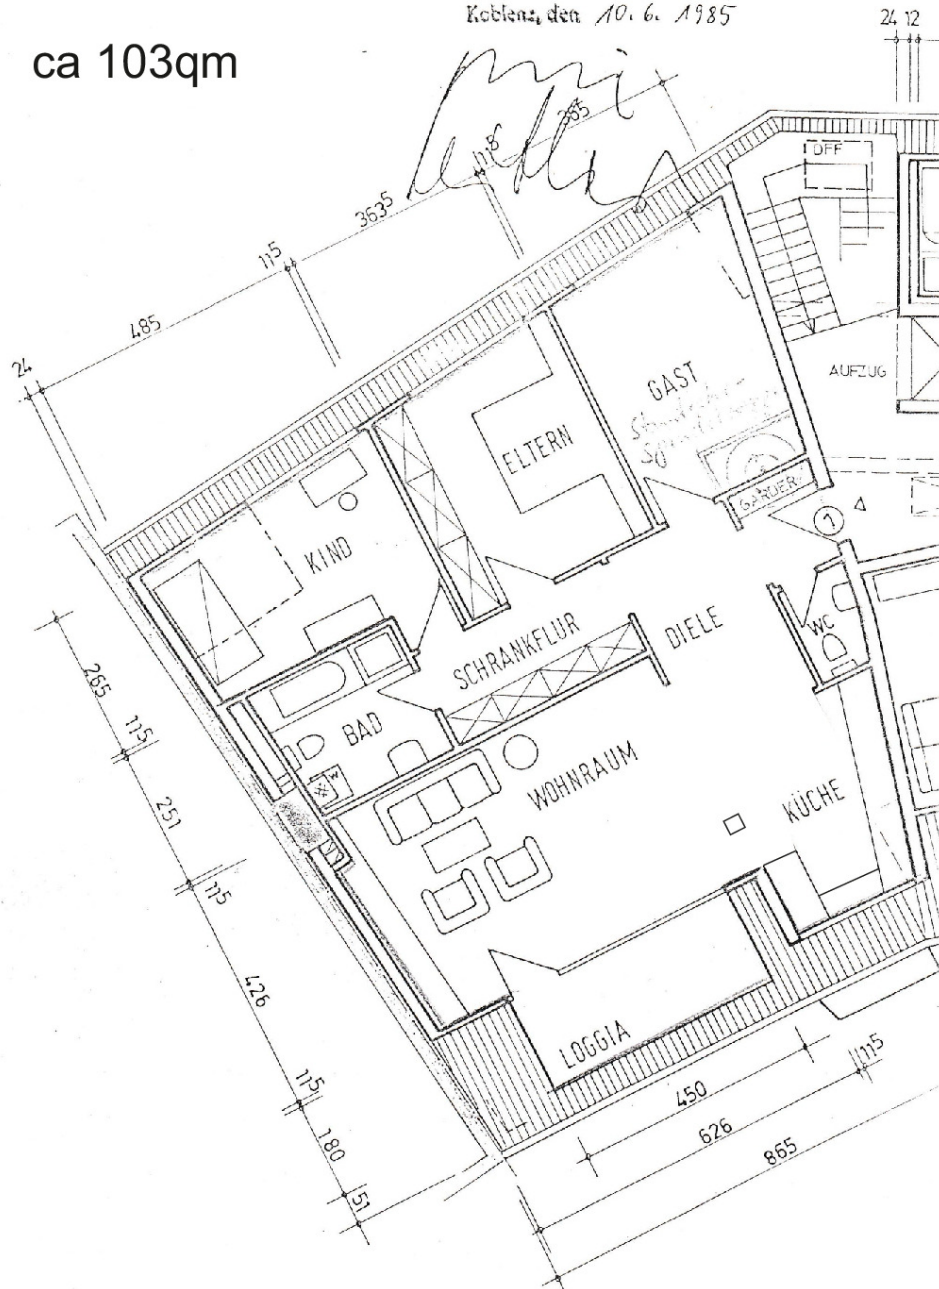 Koblenz, den 10. 6. 1985
ca 103qm
24 12
365
11⁵
363⁵
11⁵
485
24
OFF
AUFZUG
GAST
ELTERN
GARDER.
KIND
1
WC
DIELE
SCHRANKFLUR
BAD
W
WOHNRAUM
KÜCHE
LOGGIA
265
11⁵
251
11⁵
426
11⁵
180
51
450
11⁵
626
865